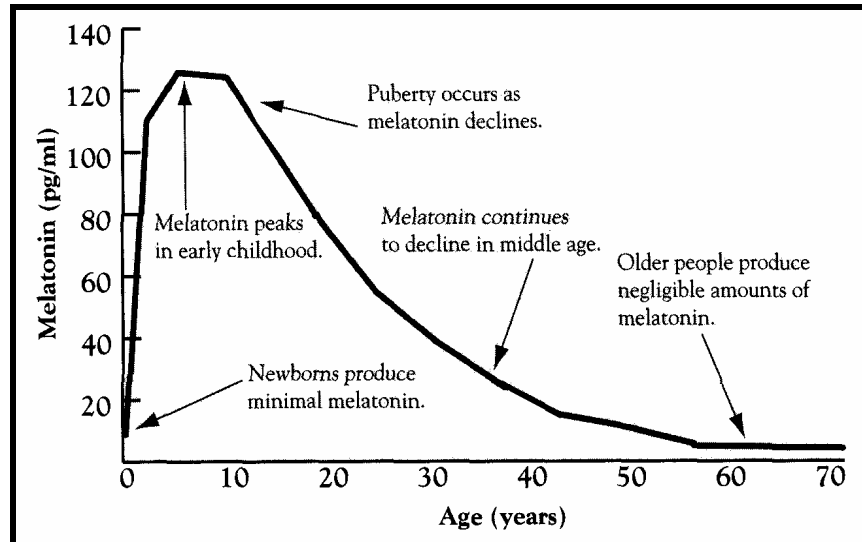 140
120
100
80
60
40
20
Melatonin (pg/ml)
Puberty occurs as
melatonin declines.
Melatonin peaks
in early childhood.
Melatonin continues
to decline in middle age.
Older people produce
negligible amounts of
melatonin.
Newborns produce
minimal melatonin.
0 10 20 30 40 50 60 70
Age (years)